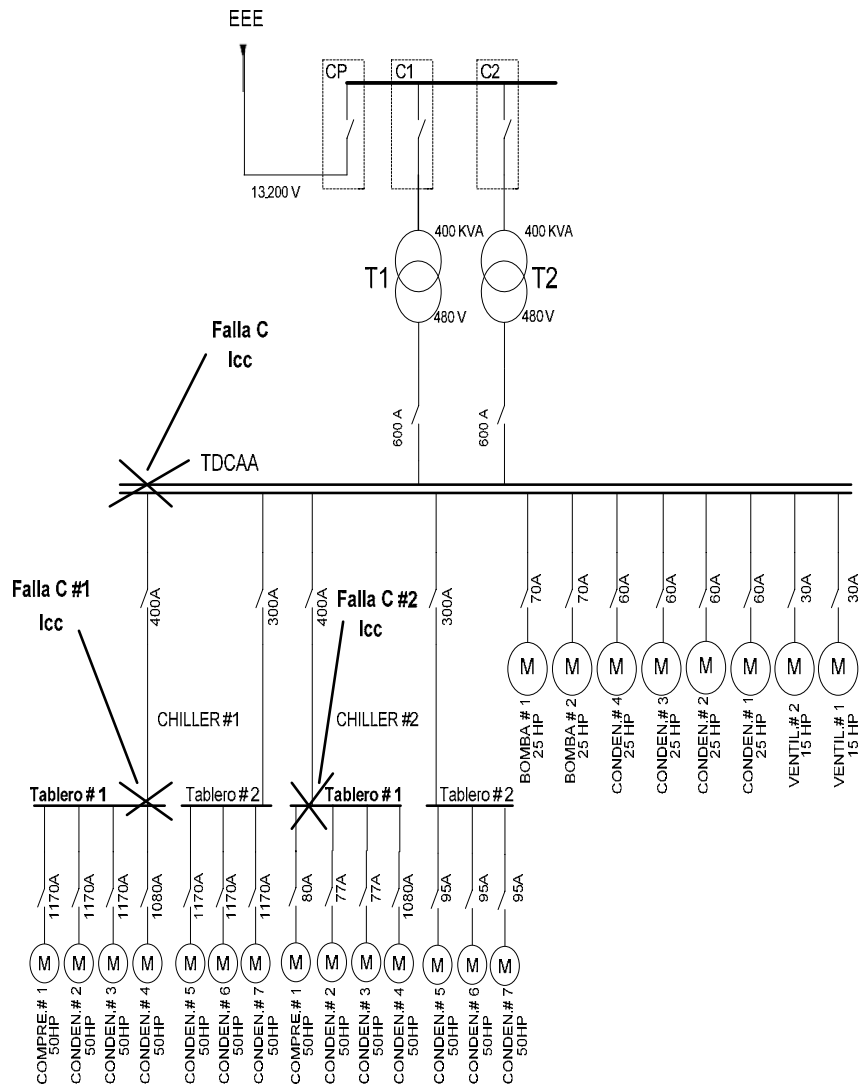 EEE
CP
C1
C2
13,200 V
400 KVA
400 KVA
T1
T2
480 V
480 V
Falla C
Icc
600 A
600 A
TDCAA
Falla C #1
Icc
Falla C #2
Icc
400A
300A
400A
300A
70A
70A
60A
60A
60A
60A
30A
30A
M
M
M
M
M
M
M
M
BOMBA # 1
25 HP
BOMBA # 2
25 HP
CONDEN.# 4
25 HP
CONDEN.# 3
25 HP
CONDEN.# 2
25 HP
CONDEN.# 1
25 HP
VENTIL.# 2
15 HP
VENTIL.# 1
15 HP
CHILLER #1
CHILLER #2
Tablero # 1
Tablero # 2
Tablero # 1
Tablero # 2
1170A
1170A
1170A
1080A
1170A
1170A
1170A
80A
77A
77A
1080A
95A
95A
95A
M
M
M
M
M
M
M
M
M
M
M
M
M
M
COMPRE.# 1
50HP
CONDEN.# 2
50HP
CONDEN.# 3
50HP
CONDEN.# 4
50HP
CONDEN.# 5
50HP
CONDEN.# 6
50HP
CONDEN.# 7
50HP
COMPRE.# 1
50HP
CONDEN.# 2
50HP
CONDEN.# 3
50HP
CONDEN.# 4
50HP
CONDEN.# 5
50HP
CONDEN.# 6
50HP
CONDEN.# 7
50HP